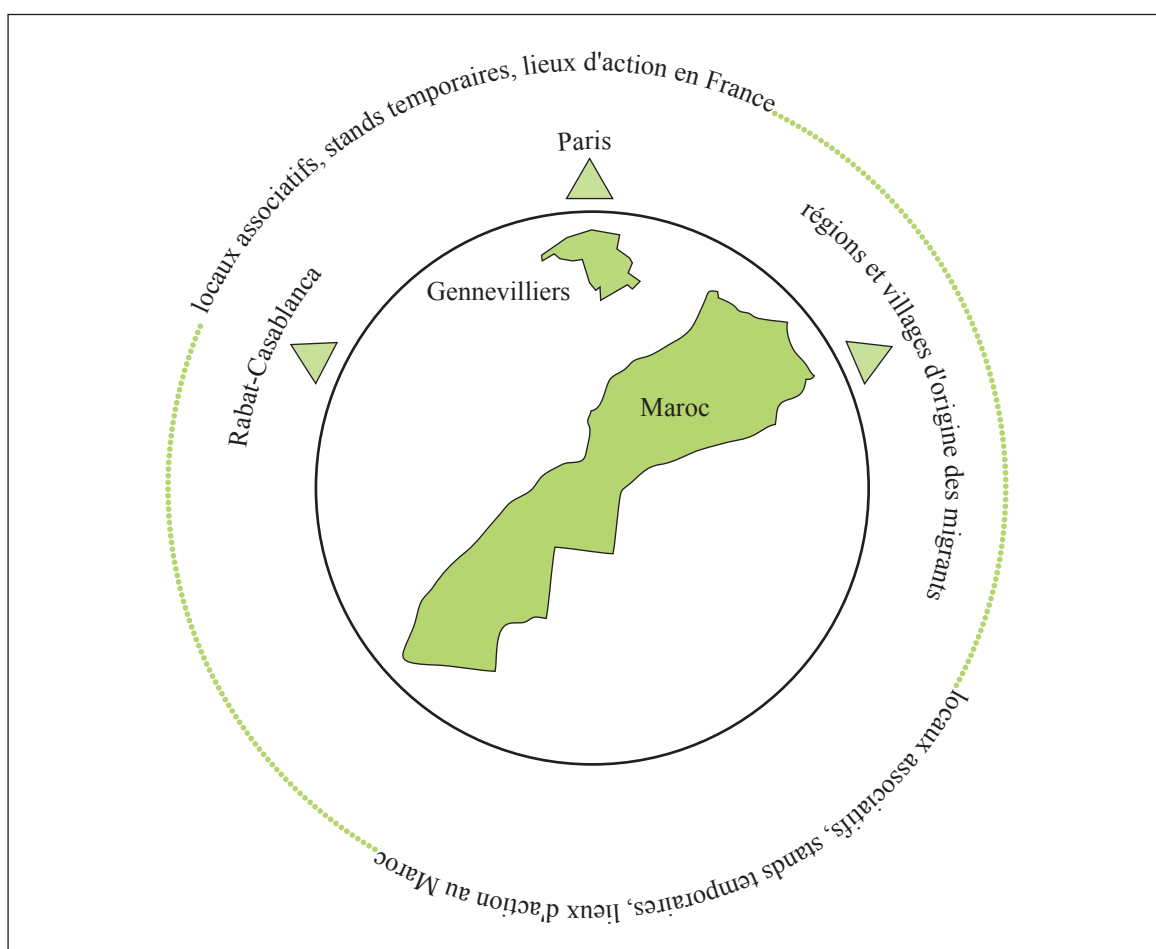 locaux associatifs, stands temporaires, lieux d'action en France
Paris
régions et villages d'origine des migrants
Rabat-Casablanca
Gennevilliers
Maroc
locaux associatifs, stands temporaires, lieux d'action au Maroc